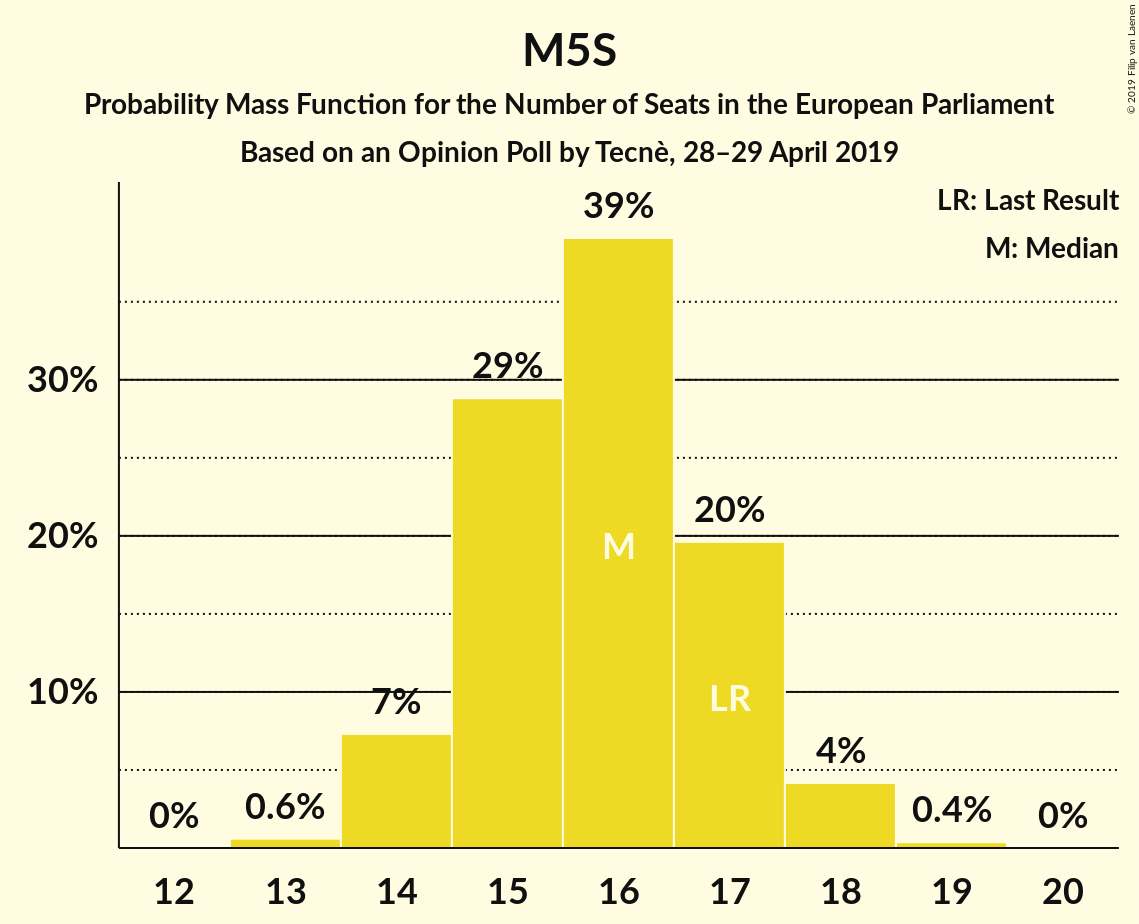 M5S
Probability Mass Function for the Number of Seats in the European Parliament
Based on an Opinion Poll by Tecnè, 28–29 April 2019
© 2019 Filip van Laenen
LR: Last Result
M: Median
39%
30%
29%
20%
20%
M
10%
7%
LR
4%
0%
0.6%
0.4%
0%
12 13 14 15 16 17 18 19 20